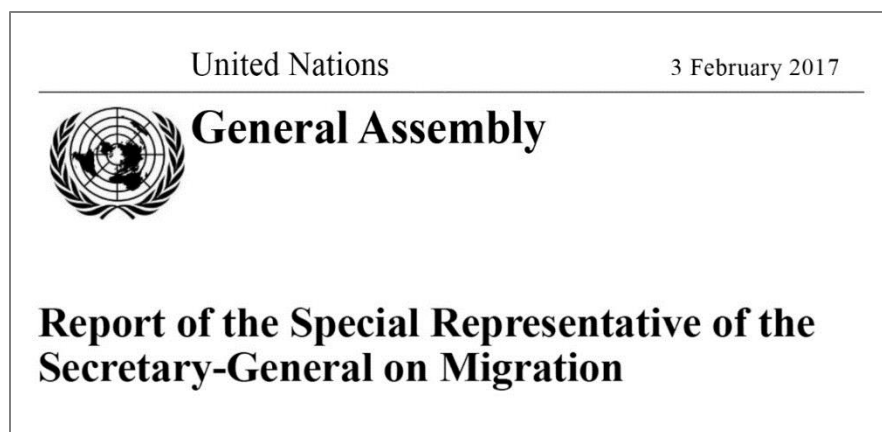 United Nations
3 February 2017
General Assembly
Report of the Special Representative of the
Secretary-General on Migration